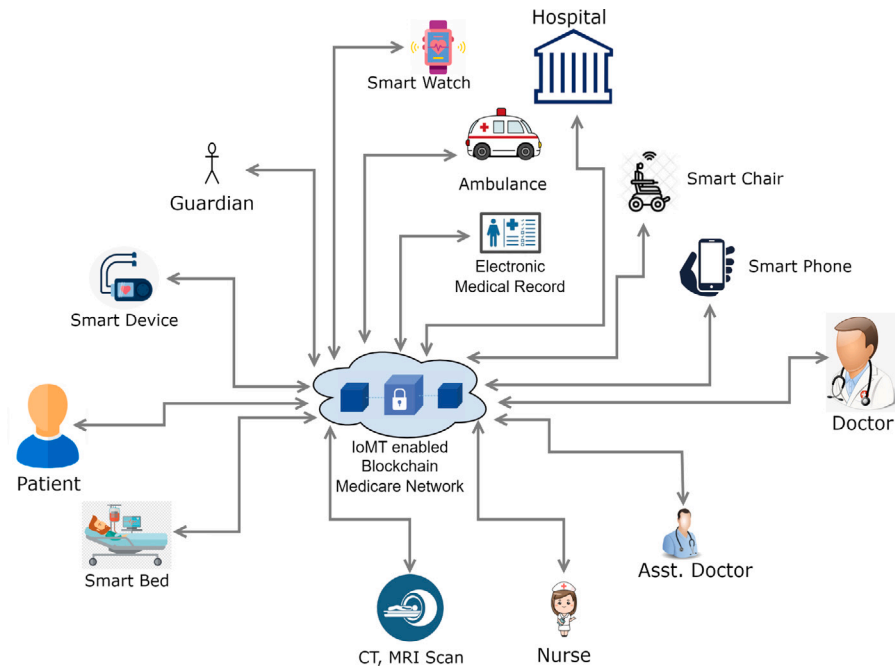 Hospital
Smart Watch
Ambulance
Smart Chair
Guardian
Electronic
Medical Record
Smart Phone
Smart Device
Doctor
IoMT enabled
Blockchain
Medicare Network
Patient
Smart Bed
Asst. Doctor
CT, MRI Scan
Nurse